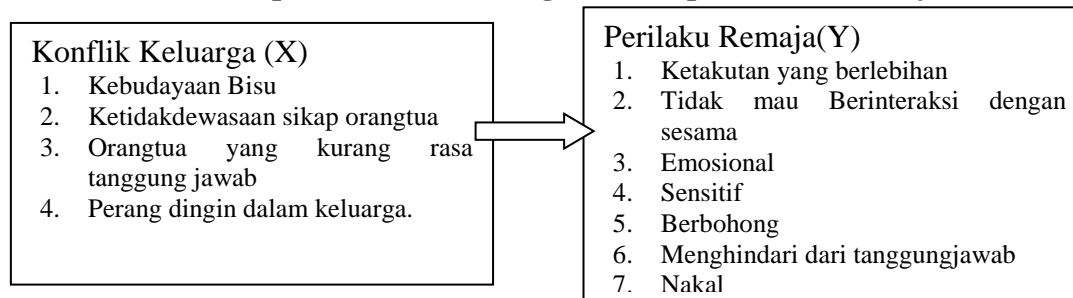 Konflik Keluarga (X)
1. Kebudayaan Bisu
2. Ketidakdewasaan sikap orangtua
3. Orangtua yang kurang rasa
tanggung jawab
4. Perang dingin dalam keluarga.
Perilaku Remaja(Y)
1. Ketakutan yang berlebihan
2. Tidak mau Berinteraksi dengan
sesama
3. Emosional
4. Sensitif
5. Berbohong
6. Menghindari dari tanggungjawab
7. Nakal